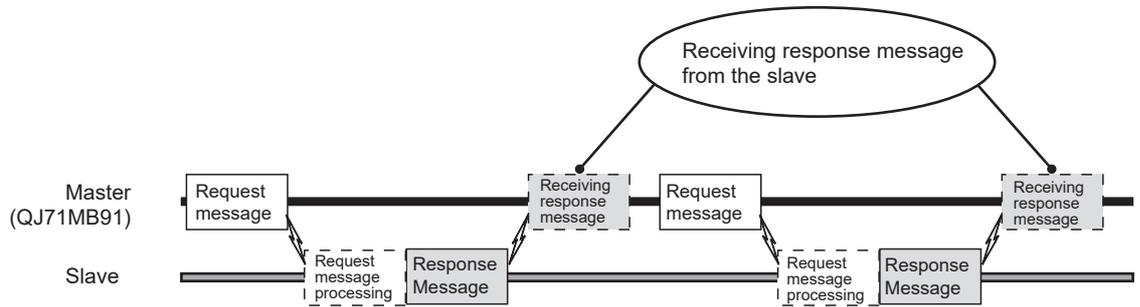 Receiving response message
from the slave
Master
(QJ71MB91)
Request
message
Receiving
response
message
Request
message
Receiving
response
message
Slave
Request
message
processing
Response
Message
Request
message
processing
Response
Message